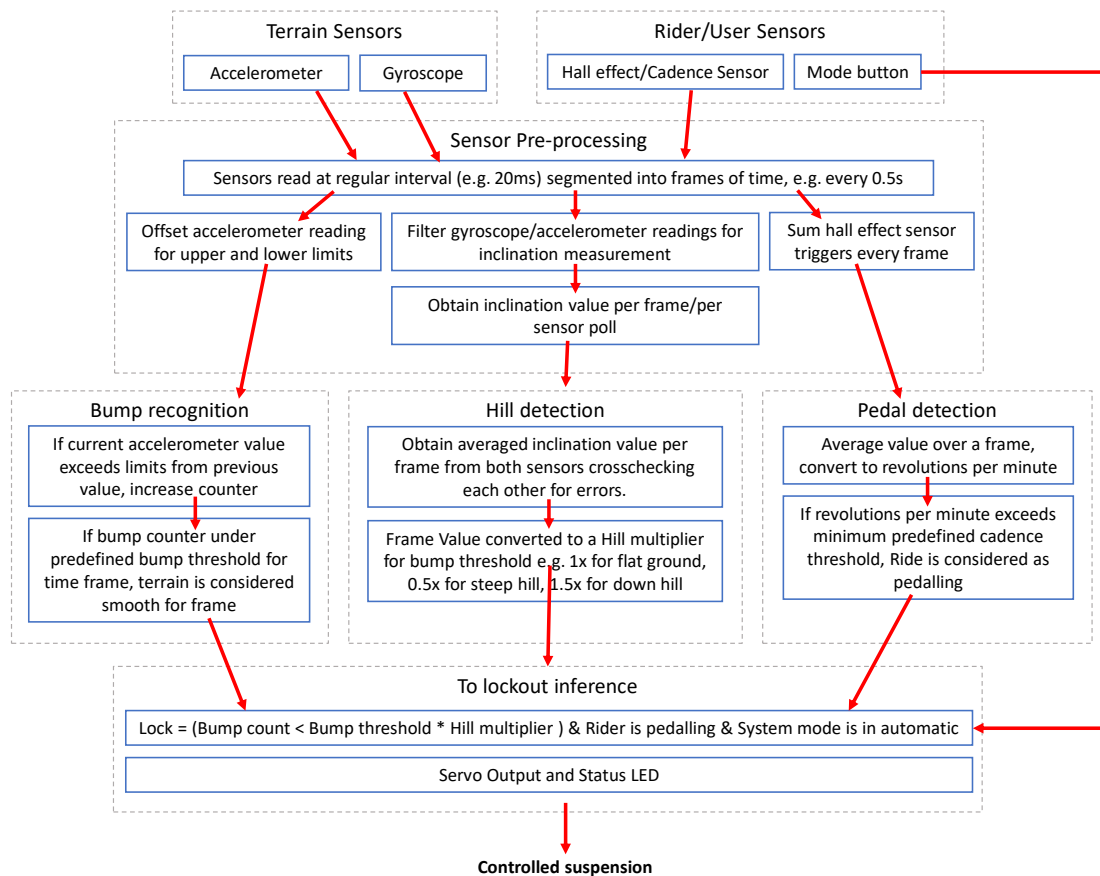 Terrain Sensors
Accelerometer
Gyroscope
Rider/User Sensors
Hall effect/Cadence Sensor
Mode button
Sensor Pre-processing
Sensors read at regular interval (e.g. 20ms) segmented into frames of time, e.g. every 0.5s
Offset accelerometer reading
for upper and lower limits
Filter gyroscope/accelerometer readings for
inclination measurement
Sum hall effect sensor
triggers every frame
Obtain inclination value per frame/per
sensor poll
Bump recognition
If current accelerometer value
exceeds limits from previous
value, increase counter
If bump counter under
predefined bump threshold for
time frame, terrain is considered
smooth for frame
Hill detection
Obtain averaged inclination value per
frame from both sensors crosschecking
each other for errors.
Frame Value converted to a Hill multiplier
for bump threshold e.g. 1x for flat ground,
0.5x for steep hill, 1.5x for down hill
Pedal detection
Average value over a frame,
convert to revolutions per minute
If revolutions per minute exceeds
minimum predefined cadence
threshold, Ride is considered as
pedalling
To lockout inference
Lock = (Bump count < Bump threshold * Hill multiplier ) & Rider is pedalling & System mode is in automatic
Servo Output and Status LED
Controlled suspension